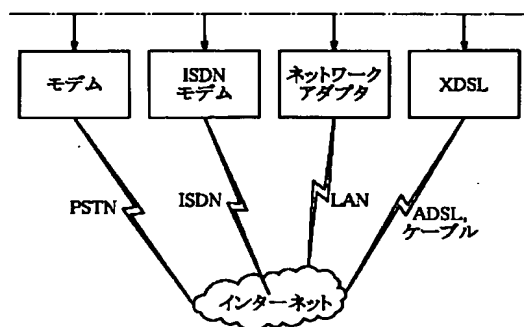 モデム
ISDN
モデム
ネットワーク
アダプタ
XDSL
PSTN
ISDN
LAN
ADSL,
ケーブル
インターネット